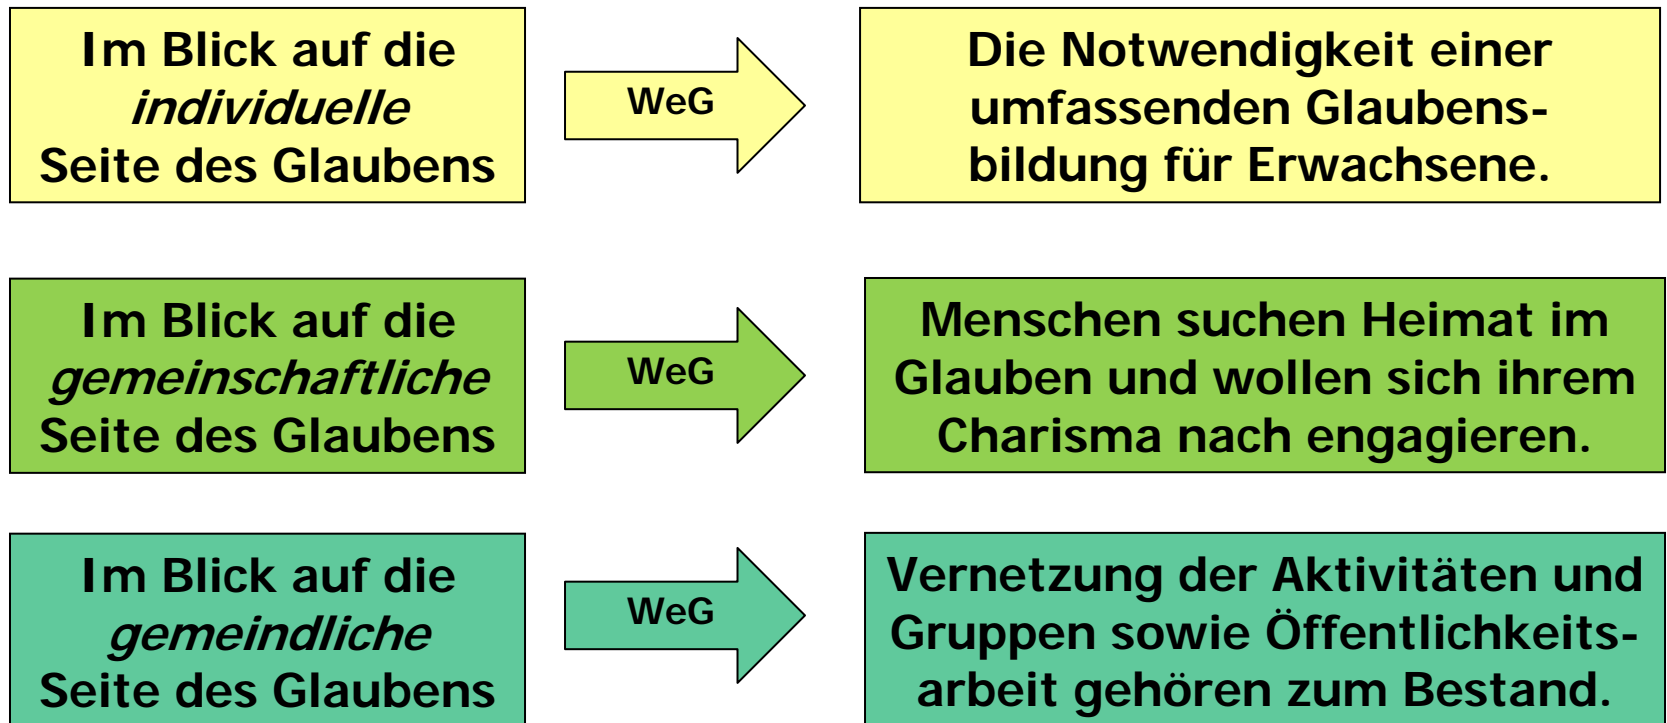 Im Blick auf die
individuelle
Seite des Glaubens
WeG
Die Notwendigkeit einer
umfassenden Glaubens-
bildung für Erwachsene.
Im Blick auf die
gemeinschaftliche
Seite des Glaubens
WeG
Menschen suchen Heimat im
Glauben und wollen sich ihrem
Charisma nach engagieren.
Im Blick auf die
gemeindliche
Seite des Glaubens
WeG
Vernetzung der Aktivitäten und
Gruppen sowie Öffentlichkeits-
arbeit gehören zum Bestand.